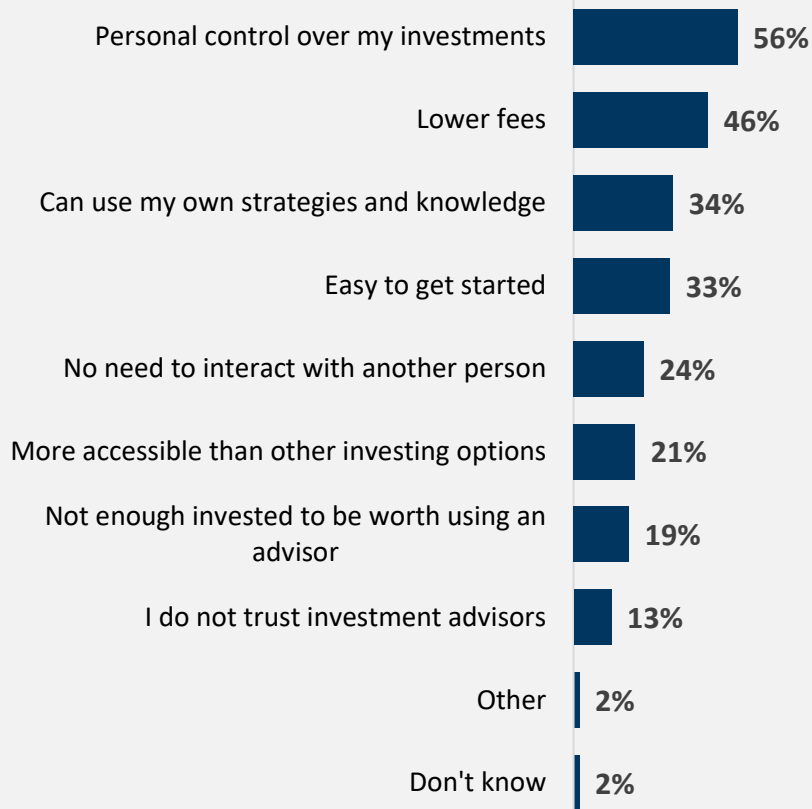 Personal control over my investments 56%
Lower fees 46%
Can use my own strategies and knowledge 34%
Easy to get started 33%
No need to interact with another person 24%
More accessible than other investing options 21%
Not enough invested to be worth using an
advisor 19%
I do not trust investment advisors 13%
Other 2%
Don't know 2%